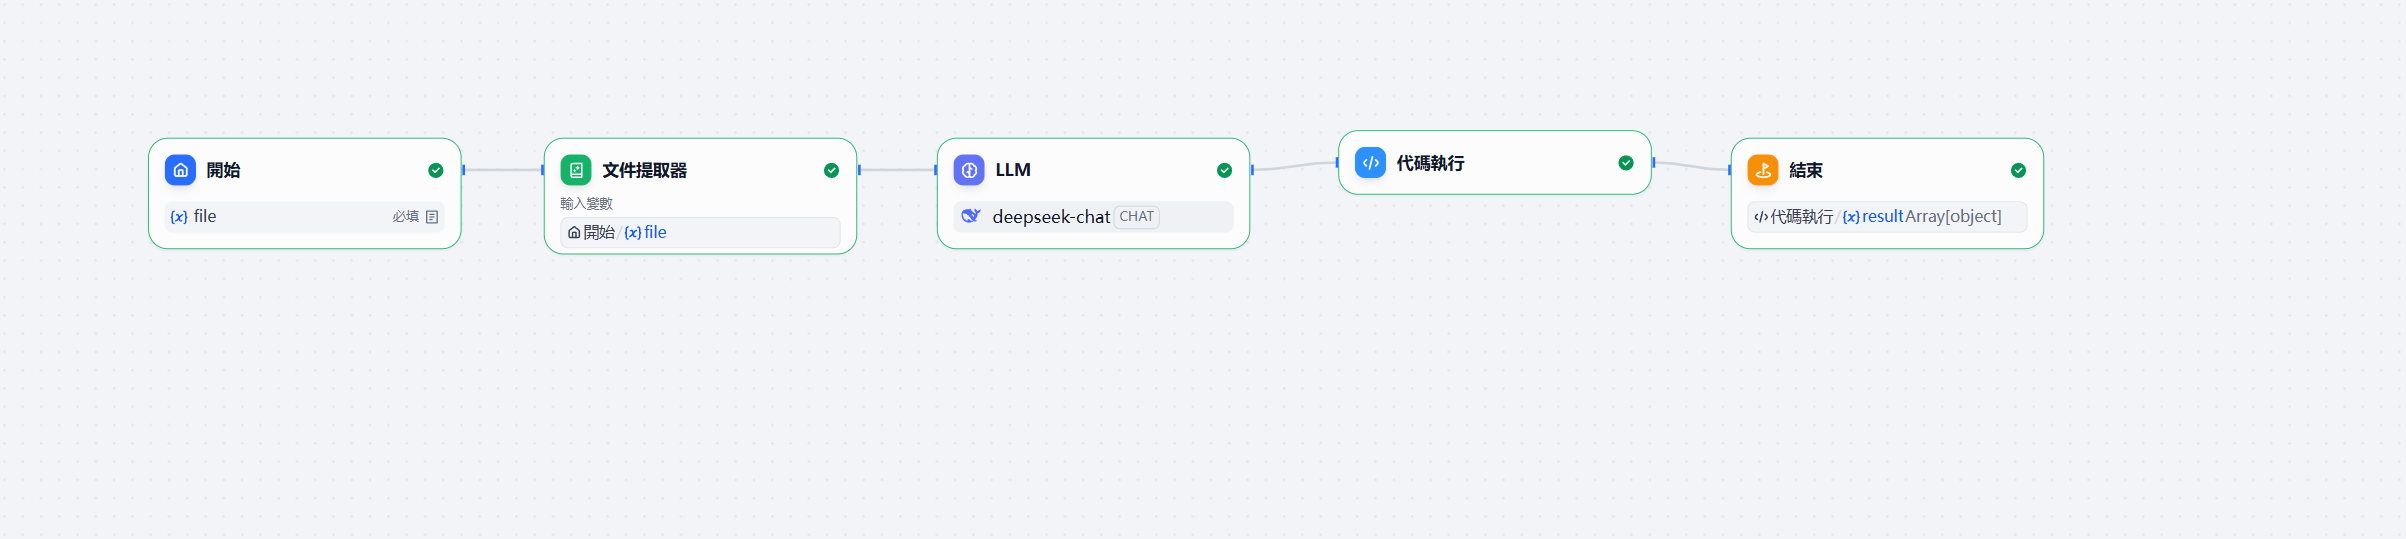 開始
{x} file 必填
文件提取器
輸入變數
開始/{x} file
LLM
deepseek-chat CHAT
代碼執行
結束
代碼執行/{x} result Array[object]